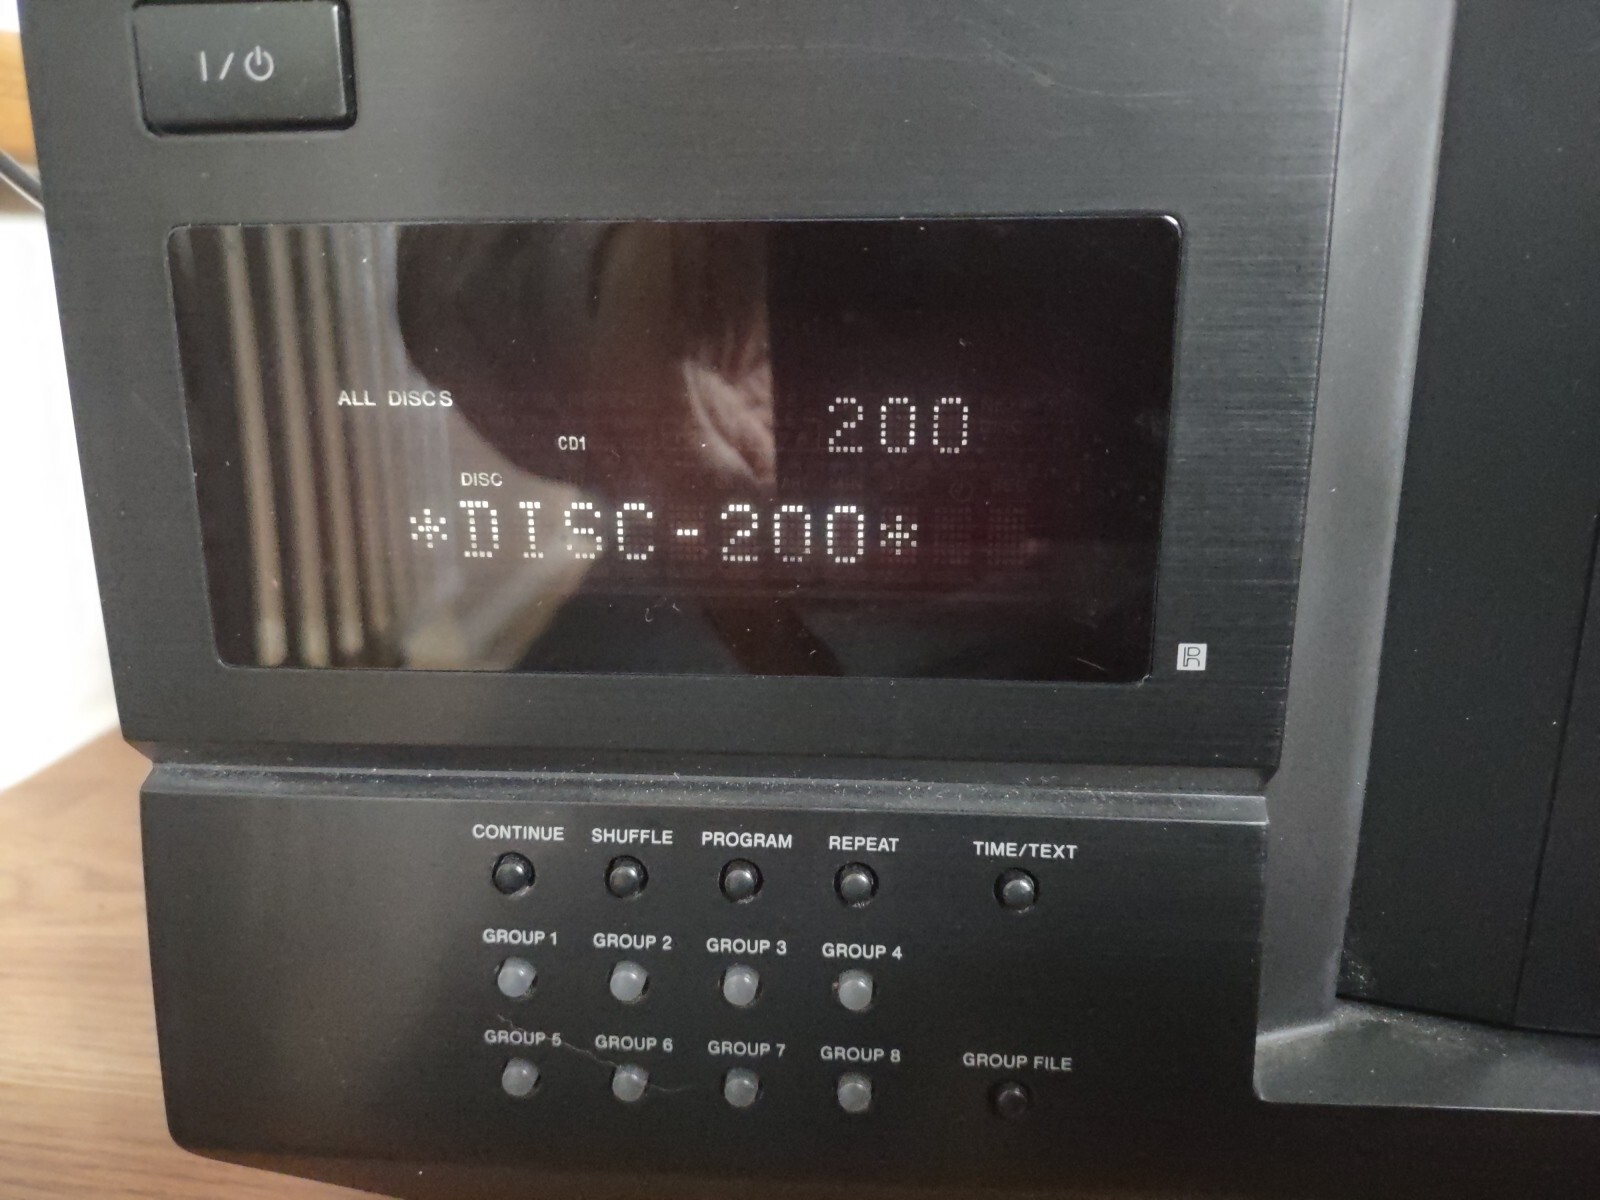 I/⏻
ALL DISCS
200
CD1
DISC
*DISC-200*
R
CONTINUE SHUFFLE PROGRAM REPEAT TIME/TEXT
GROUP 1 GROUP 2 GROUP 3 GROUP 4
GROUP 5 GROUP 6 GROUP 7 GROUP 8 GROUP FILE